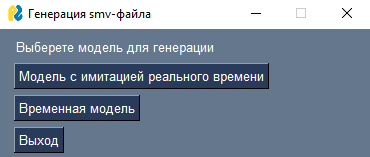 Генерация smv-файла
Выберете модель для генерации
Модель с имитацией реального времени
Временная модель
Выход